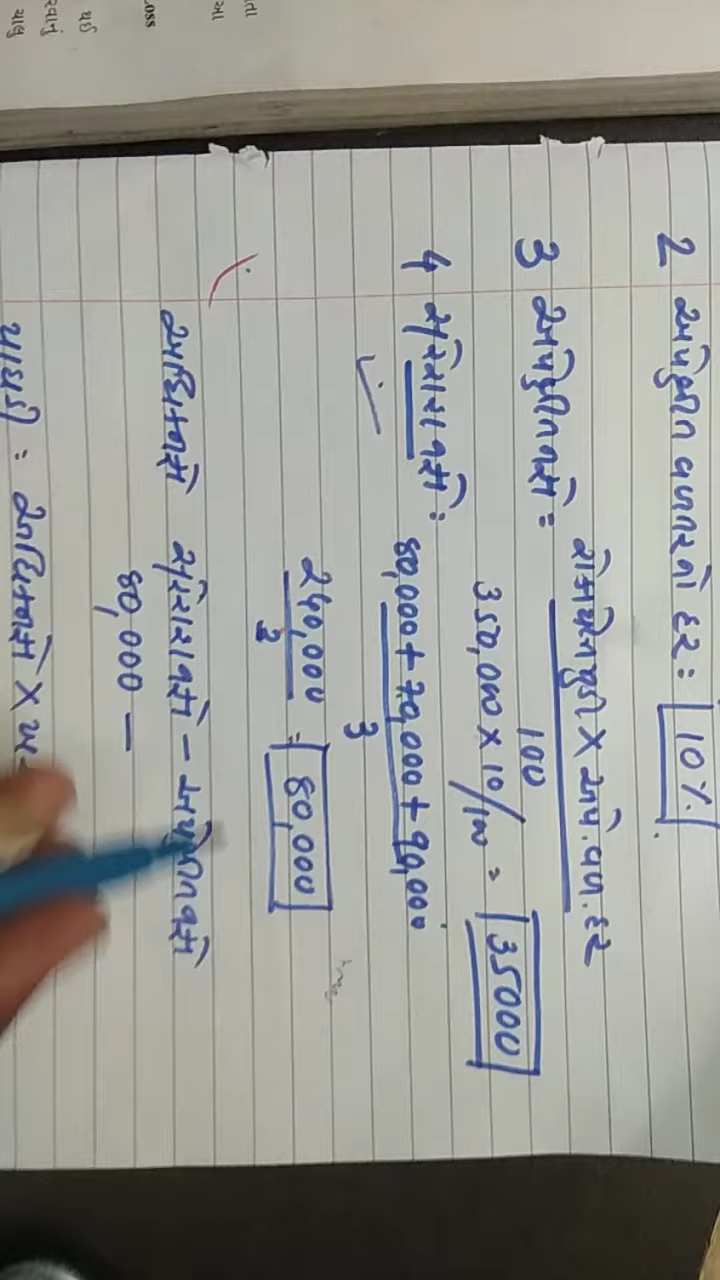 2 અપેક્ષીત વળતરનો દર = 10%.
3 અપેક્ષીત નફો = રોકાયેલ મૂડી × અપે. વળ. દર
100
350,000 × 10/100 = 35000
4 સરેરાશ નફો = 80,000 + 70,000 + 90,000
3
240,000
3
= 80,000
અધિક નફો સરેરાશ નફો - અપેક્ષીત નફો
80,000 -
પાઘડી = અધિક નફો ×
LOSS